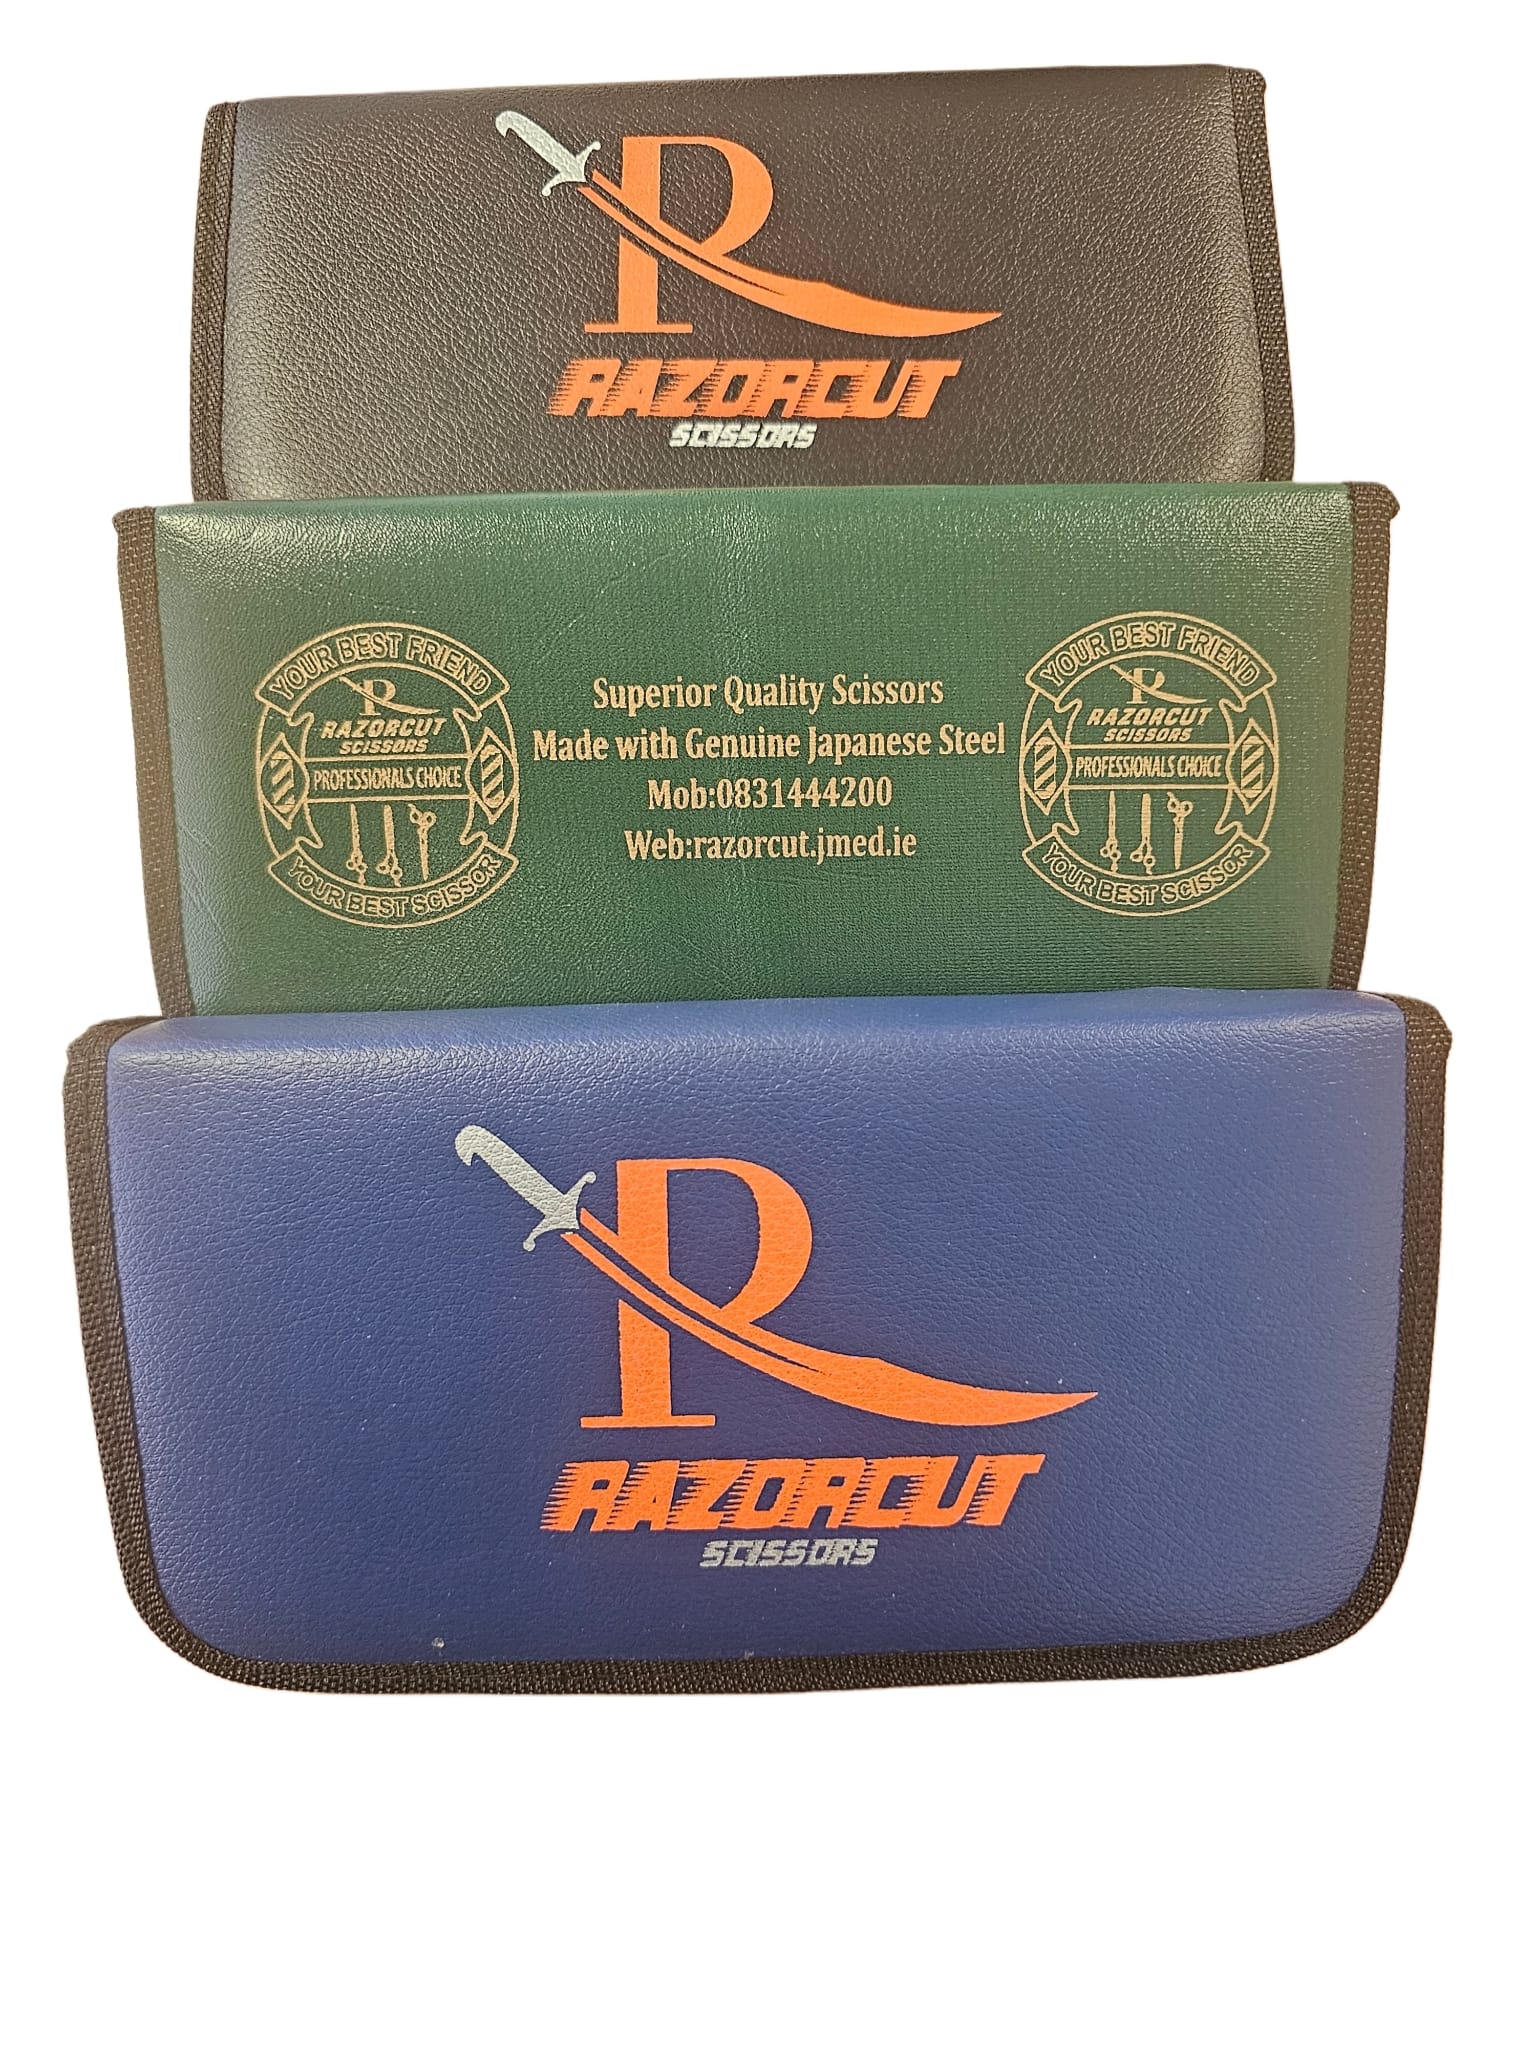 R
RAZORCUT
SCISSORS
YOUR BEST FRIEND
R
RAZORCUT
SCISSORS
PROFESSIONALS CHOICE
YOUR BEST SCISSOR
Superior Quality Scissors
Made with Genuine Japanese Steel
Mob:0831444200
Web:razorcut.jmed.ie
YOUR BEST FRIEND
R
RAZORCUT
SCISSORS
PROFESSIONALS CHOICE
YOUR BEST SCISSOR
R
RAZORCUT
SCISSORS